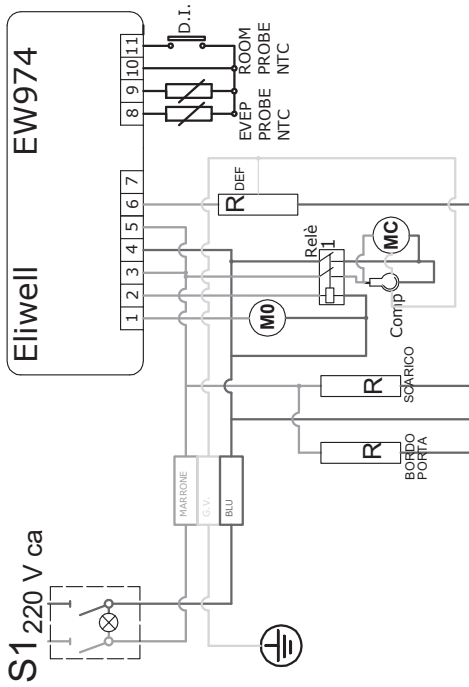 S1 220 V ca
MARRONE
G.V.
BLU
Eliwell EW974
1 2 3 4 5 6 7 8 9 10 11
D.I.
EVEP
PROBE
NTC
ROOM
PROBE
NTC
R DEF
M0
Relè
1
MC
Comp
R
SCARICO
R
BORDO
PORTA